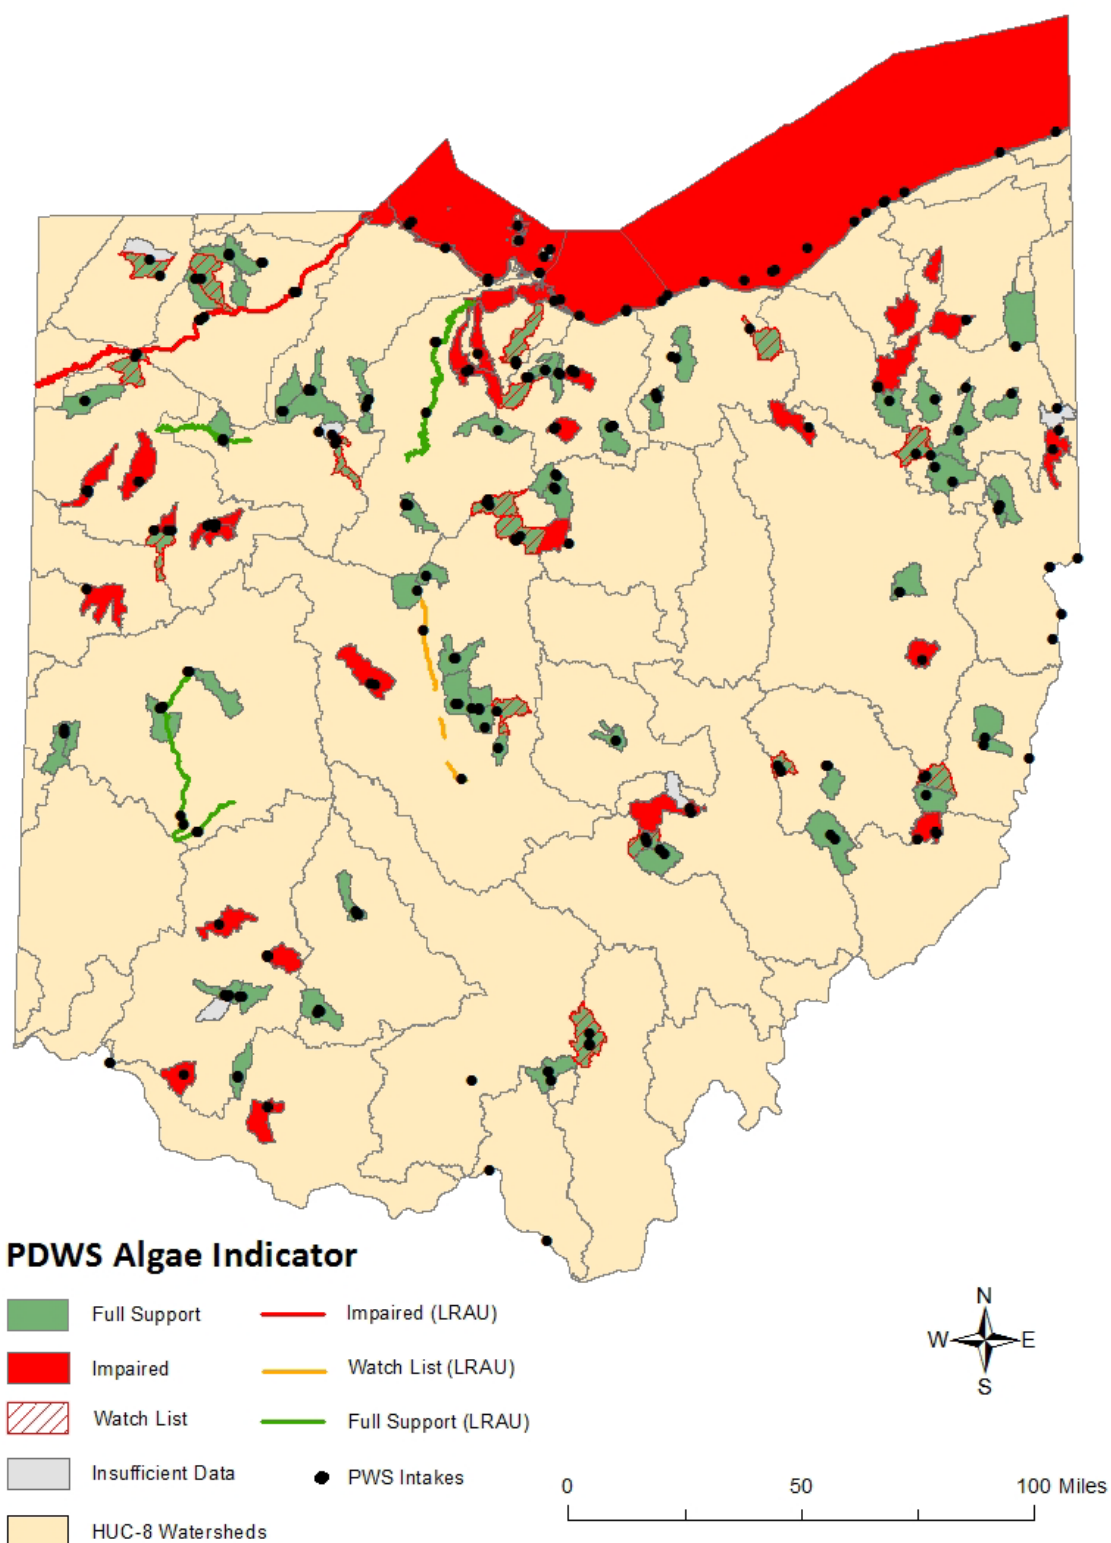 PDWS Algae Indicator
Full Support
Impaired (LRAU)
Impaired
Watch List (LRAU)
Watch List
Full Support (LRAU)
Insufficient Data
PWS Intakes
HUC-8 Watersheds
N
W E
S
0 50 100 Miles